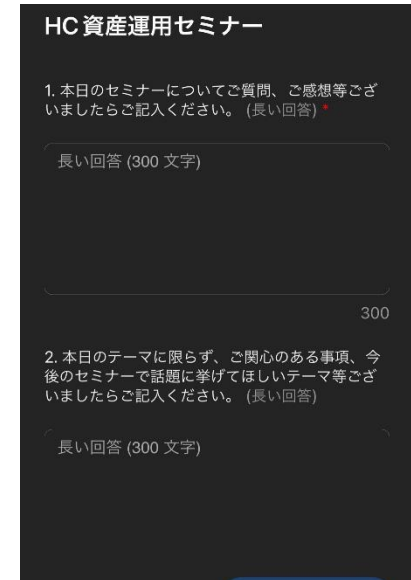 HC資産運用セミナー
1. 本日のセミナーについてご質問、ご感想等ござ
いましたらご記入ください。 (長い回答) *
長い回答 (300 文字)
300
2. 本日のテーマに限らず、ご関心のある事項、今
後のセミナーで話題に挙げてほしいテーマ等ござ
いましたらご記入ください。 (長い回答)
長い回答 (300 文字)